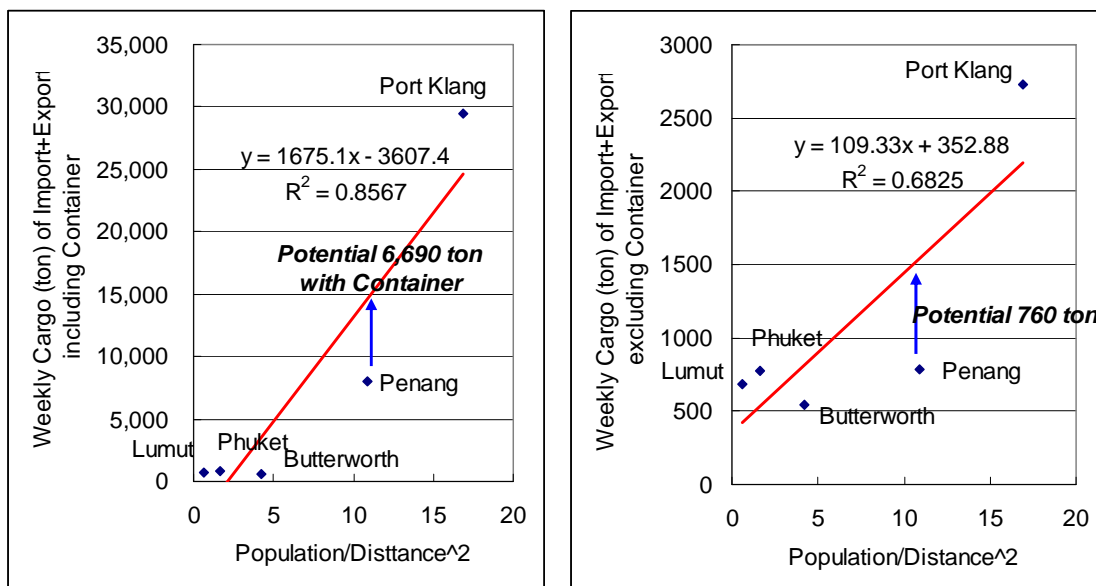 35,000
30,000
25,000
20,000
15,000
10,000
5,000
0
Weekly Cargo (ton) of Import+Export
including Container
Port Klang
y = 1675.1x - 3607.4
R² = 0.8567
Potential 6,690 ton
with Container
Penang
Lumut
Phuket
Butterworth
0 5 10 15 20
Population/Disttance^2
3000
2500
2000
1500
1000
500
0
Weekly Cargo (ton) of Import+Export
excluding Container
Port Klang
y = 109.33x + 352.88
R² = 0.6825
Potential 760 ton
Phuket
Lumut
Penang
Butterworth
0 5 10 15 20
Population/Disttance^2